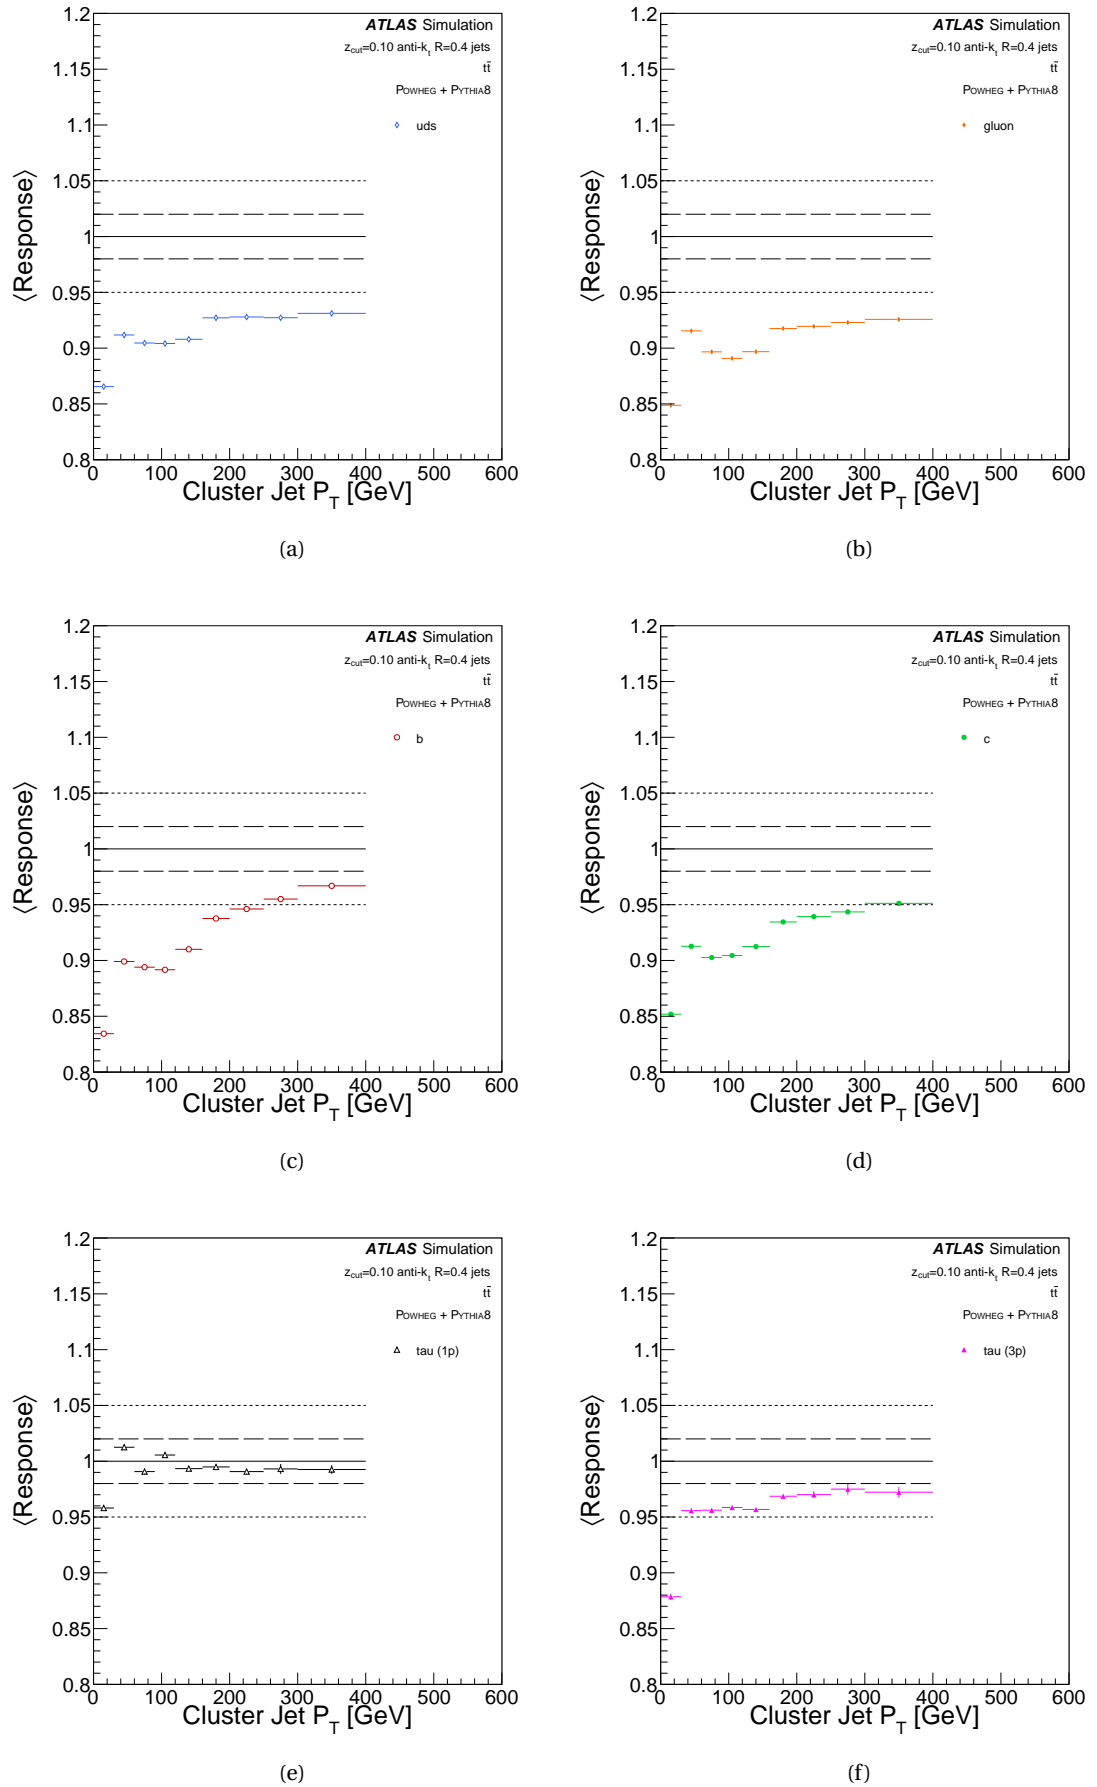 1.2
ATLAS Simulation
z_cut=0.10 anti-k_t R=0.4 jets
tt̄
POWHEG + PYTHIA8
uds
1.15
1.1
1.05
1
0.95
0.9
0.85
0.8
⟨Response⟩
0 100 200 300 400 500 600
Cluster Jet P_T [GeV]
(a)
1.2
ATLAS Simulation
z_cut=0.10 anti-k_t R=0.4 jets
tt̄
POWHEG + PYTHIA8
gluon
1.15
1.1
1.05
1
0.95
0.9
0.85
0.8
⟨Response⟩
0 100 200 300 400 500 600
Cluster Jet P_T [GeV]
(b)
1.2
ATLAS Simulation
z_cut=0.10 anti-k_t R=0.4 jets
tt̄
POWHEG + PYTHIA8
b
1.15
1.1
1.05
1
0.95
0.9
0.85
0.8
⟨Response⟩
0 100 200 300 400 500 600
Cluster Jet P_T [GeV]
(c)
1.2
ATLAS Simulation
z_cut=0.10 anti-k_t R=0.4 jets
tt̄
POWHEG + PYTHIA8
c
1.15
1.1
1.05
1
0.95
0.9
0.85
0.8
⟨Response⟩
0 100 200 300 400 500 600
Cluster Jet P_T [GeV]
(d)
1.2
ATLAS Simulation
z_cut=0.10 anti-k_t R=0.4 jets
tt̄
POWHEG + PYTHIA8
tau (1p)
1.15
1.1
1.05
1
0.95
0.9
0.85
0.8
⟨Response⟩
0 100 200 300 400 500 600
Cluster Jet P_T [GeV]
(e)
1.2
ATLAS Simulation
z_cut=0.10 anti-k_t R=0.4 jets
tt̄
POWHEG + PYTHIA8
tau (3p)
1.15
1.1
1.05
1
0.95
0.9
0.85
0.8
⟨Response⟩
0 100 200 300 400 500 600
Cluster Jet P_T [GeV]
(f)